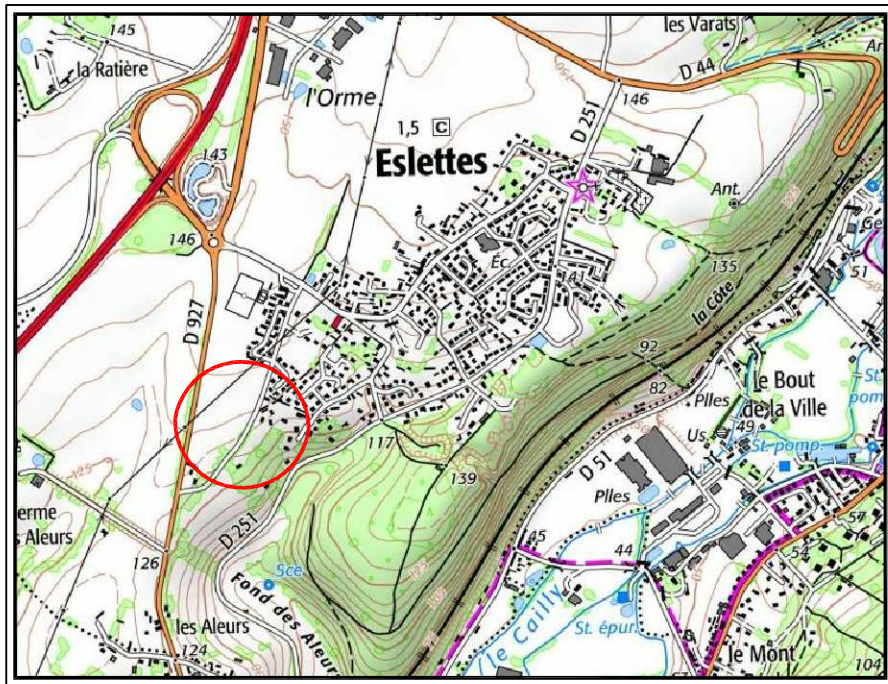 145
la Ratière
l'Orme
les Varats
D 44
146
D 251
1,5 C
Eslettes
143
146
D 927
Éc.
141
Ant.
135
la Côte
51
92
82
Plles
le Bout
de la Ville
Us
49
St. pomp.
D 51
Plles
117
139
125
D 251
126
Sce
Fond des Aleurs
les Aleurs
124
45
44
le Cailly
St. épur.
57
54
le Mont
104